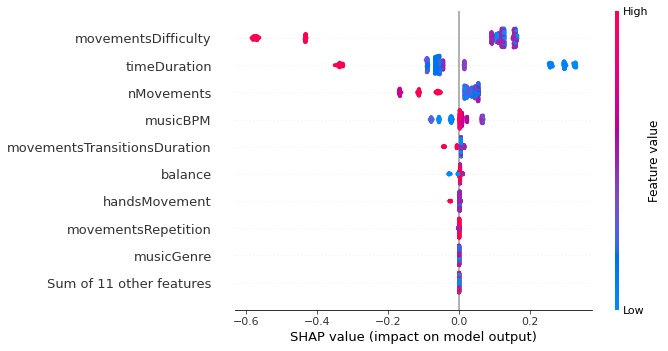 High
movementsDifficulty
timeDuration
nMovements
musicBPM
movementsTransitionsDuration
balance
handsMovement
movementsRepetition
musicGenre
Sum of 11 other features
Feature value
Low
−0.6 −0.4 −0.2 0.0 0.2
SHAP value (impact on model output)